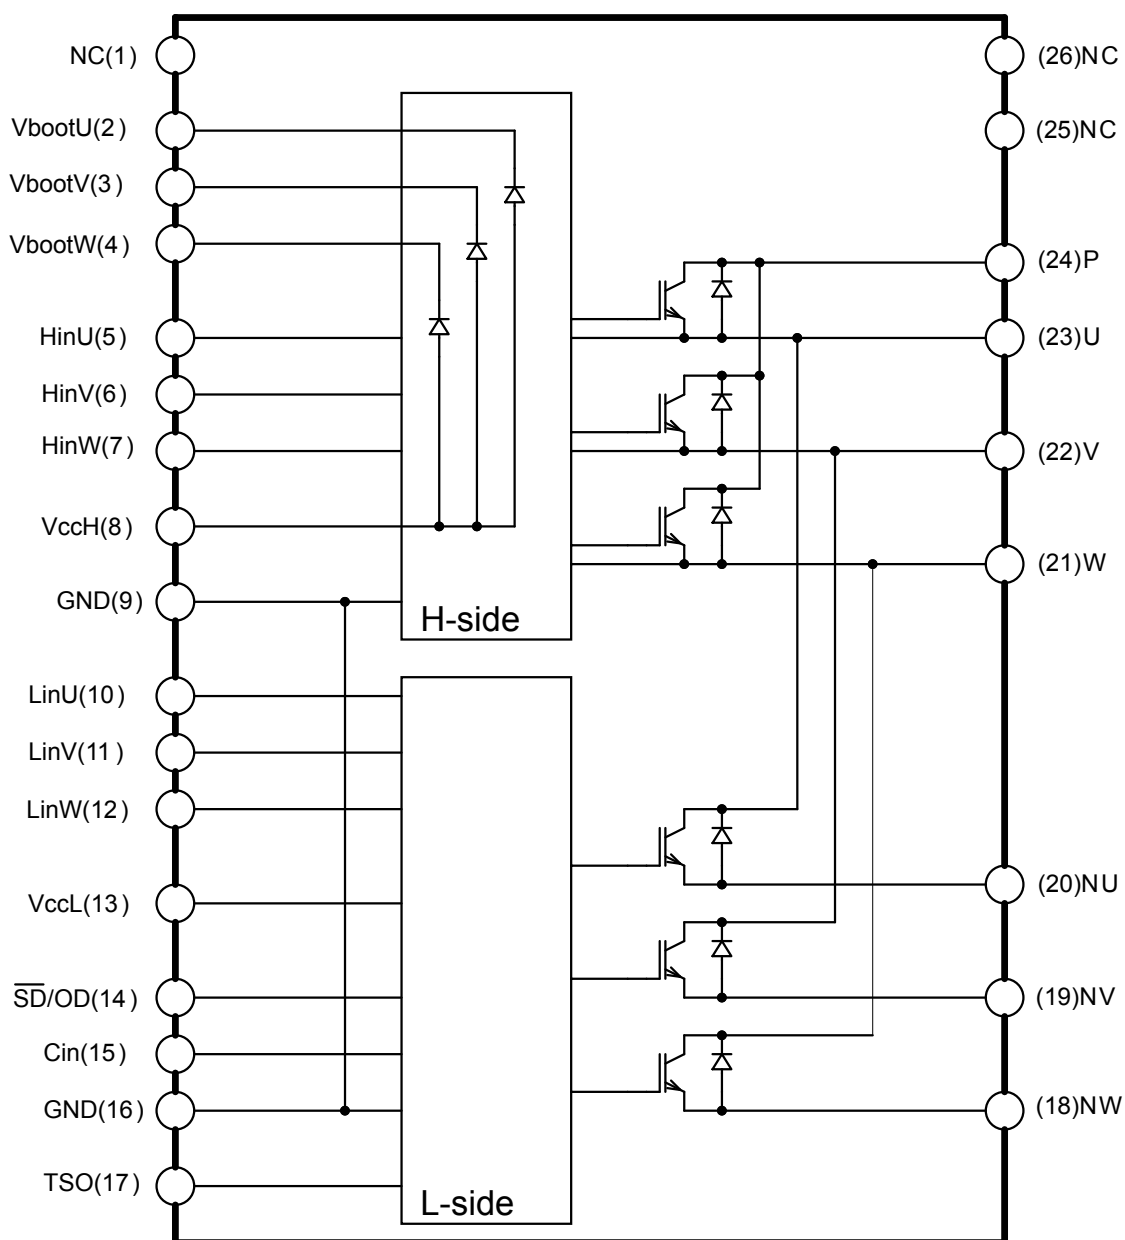 NC(1)
VbootU(2)
VbootV(3)
VbootW(4)
HinU(5)
HinV(6)
HinW(7)
VccH(8)
GND(9)
LinU(10)
LinV(11)
LinW(12)
VccL(13)
S̅D̅/OD(14)
Cin(15)
GND(16)
TSO(17)
H-side
L-side
(26)NC
(25)NC
(24)P
(23)U
(22)V
(21)W
(20)NU
(19)NV
(18)NW